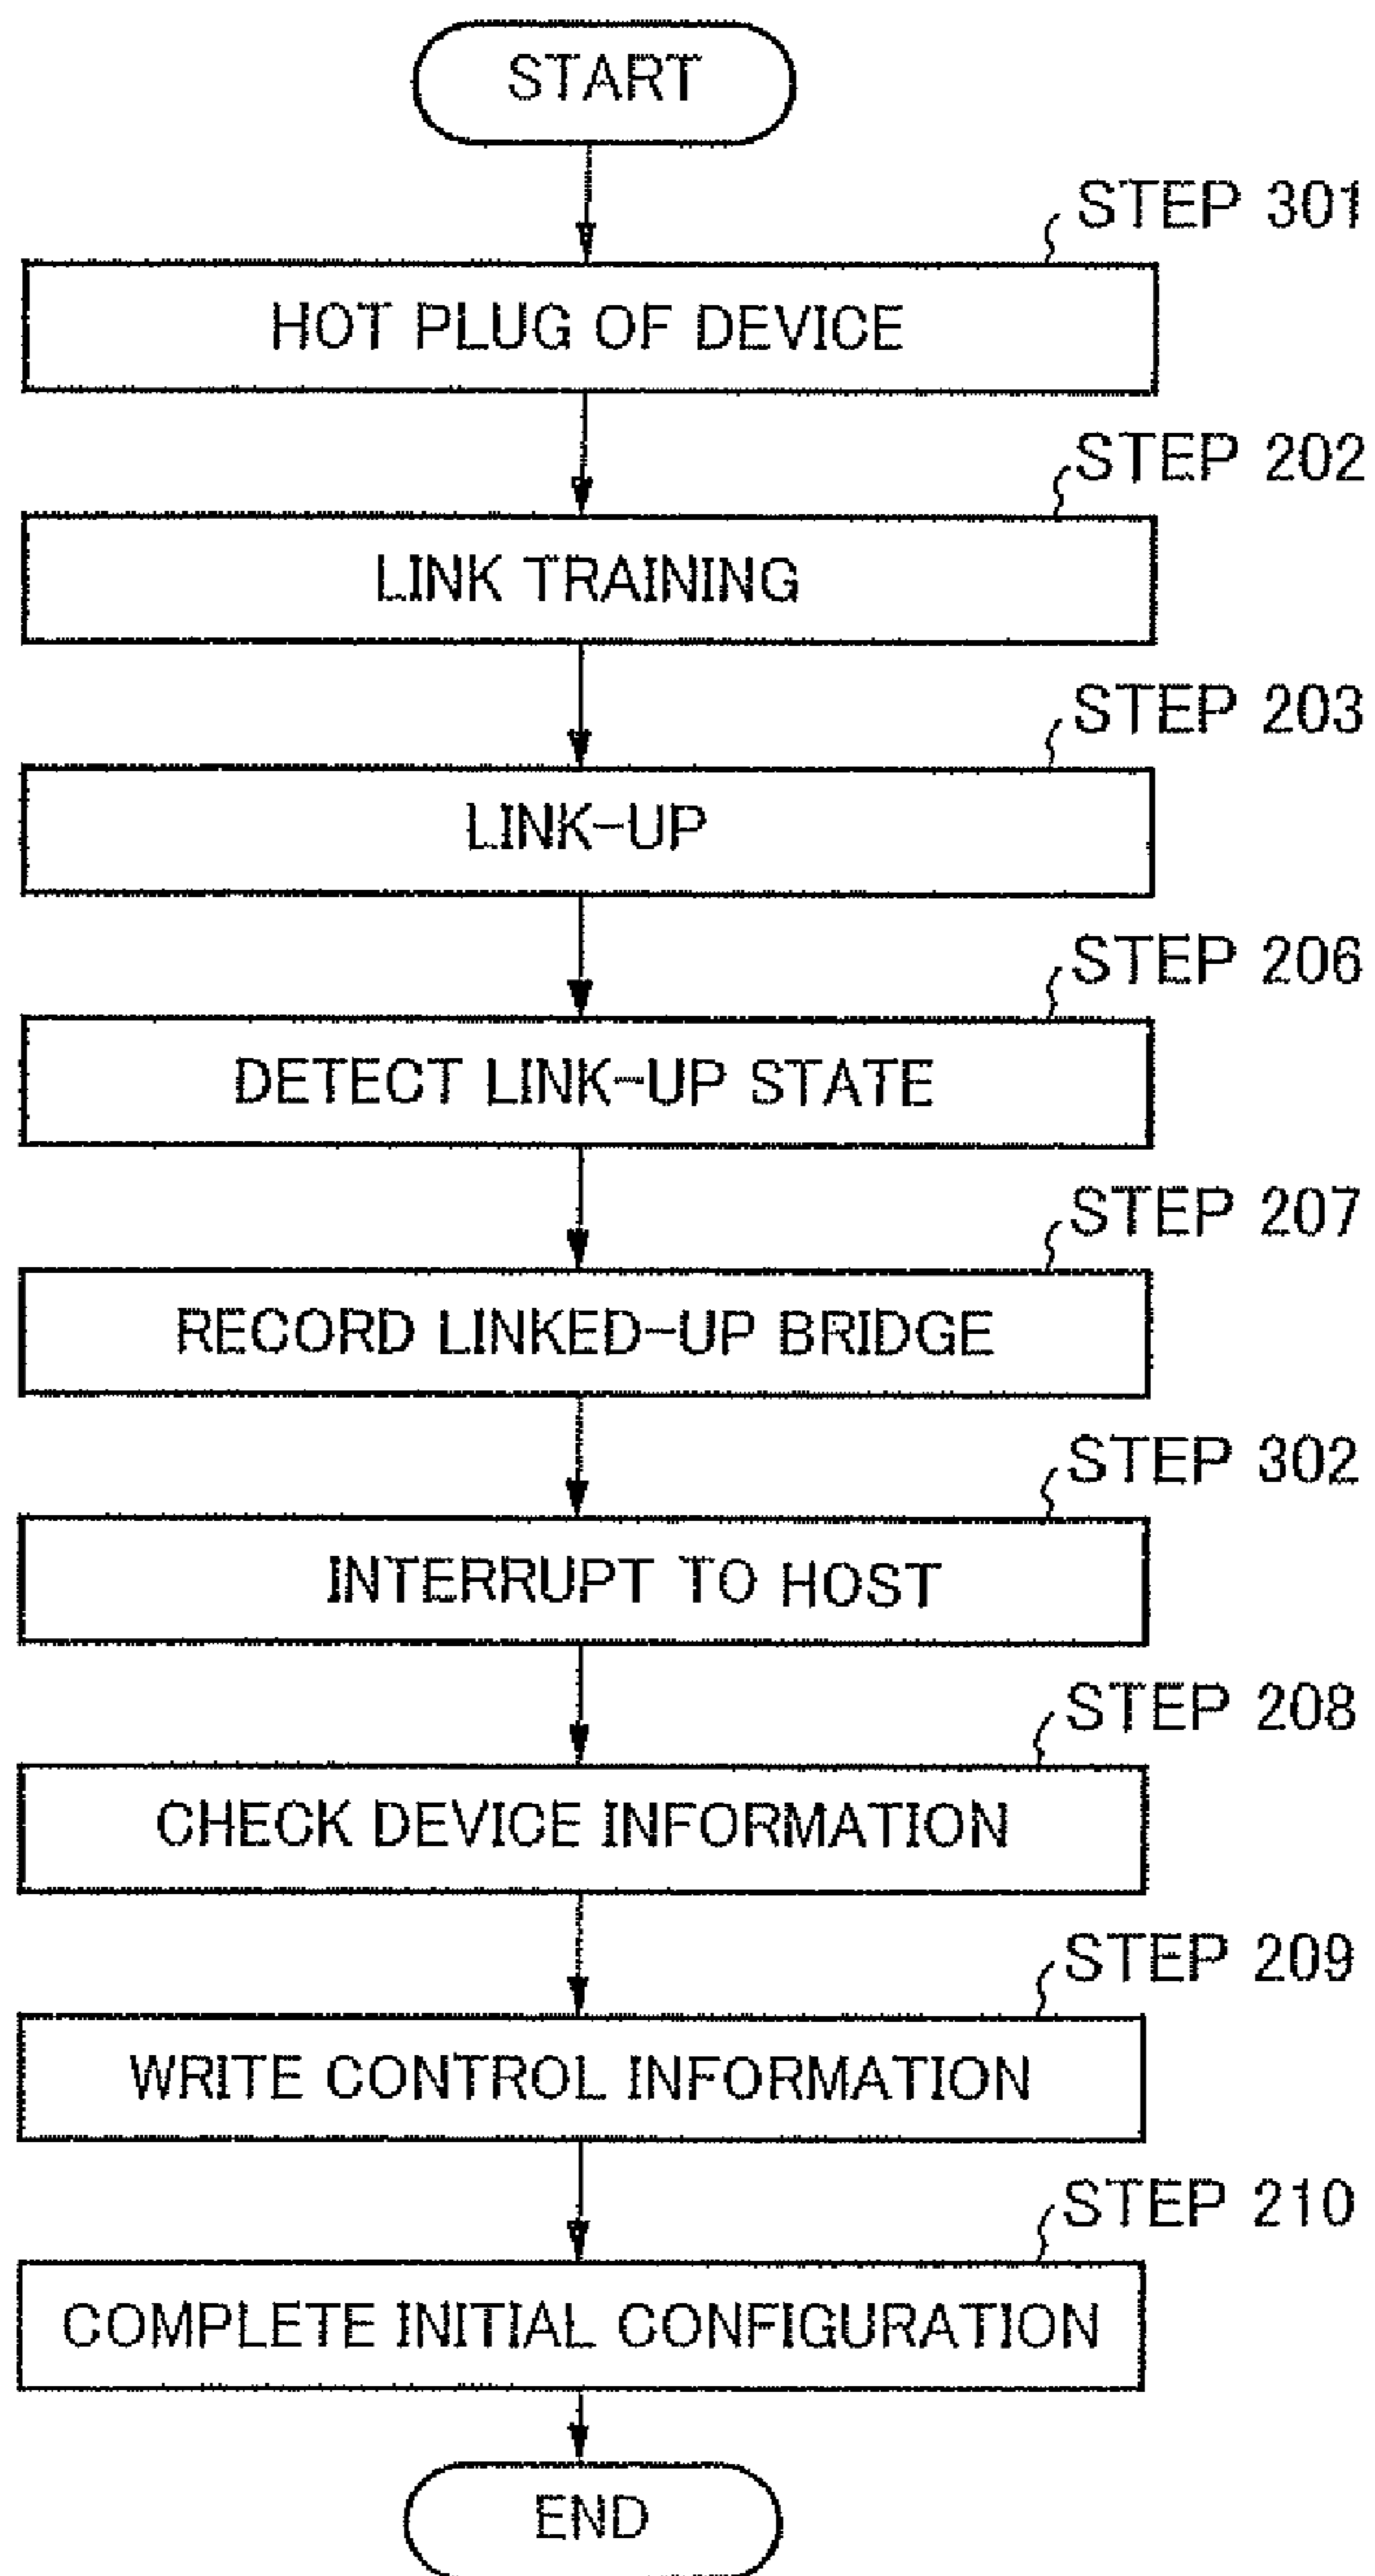 START
STEP 301
HOT PLUG OF DEVICE
STEP 202
LINK TRAINING
STEP 203
LINK-UP
STEP 206
DETECT LINK-UP STATE
STEP 207
RECORD LINKED-UP BRIDGE
STEP 302
INTERRUPT TO HOST
STEP 208
CHECK DEVICE INFORMATION
STEP 209
WRITE CONTROL INFORMATION
STEP 210
COMPLETE INITIAL CONFIGURATION
END